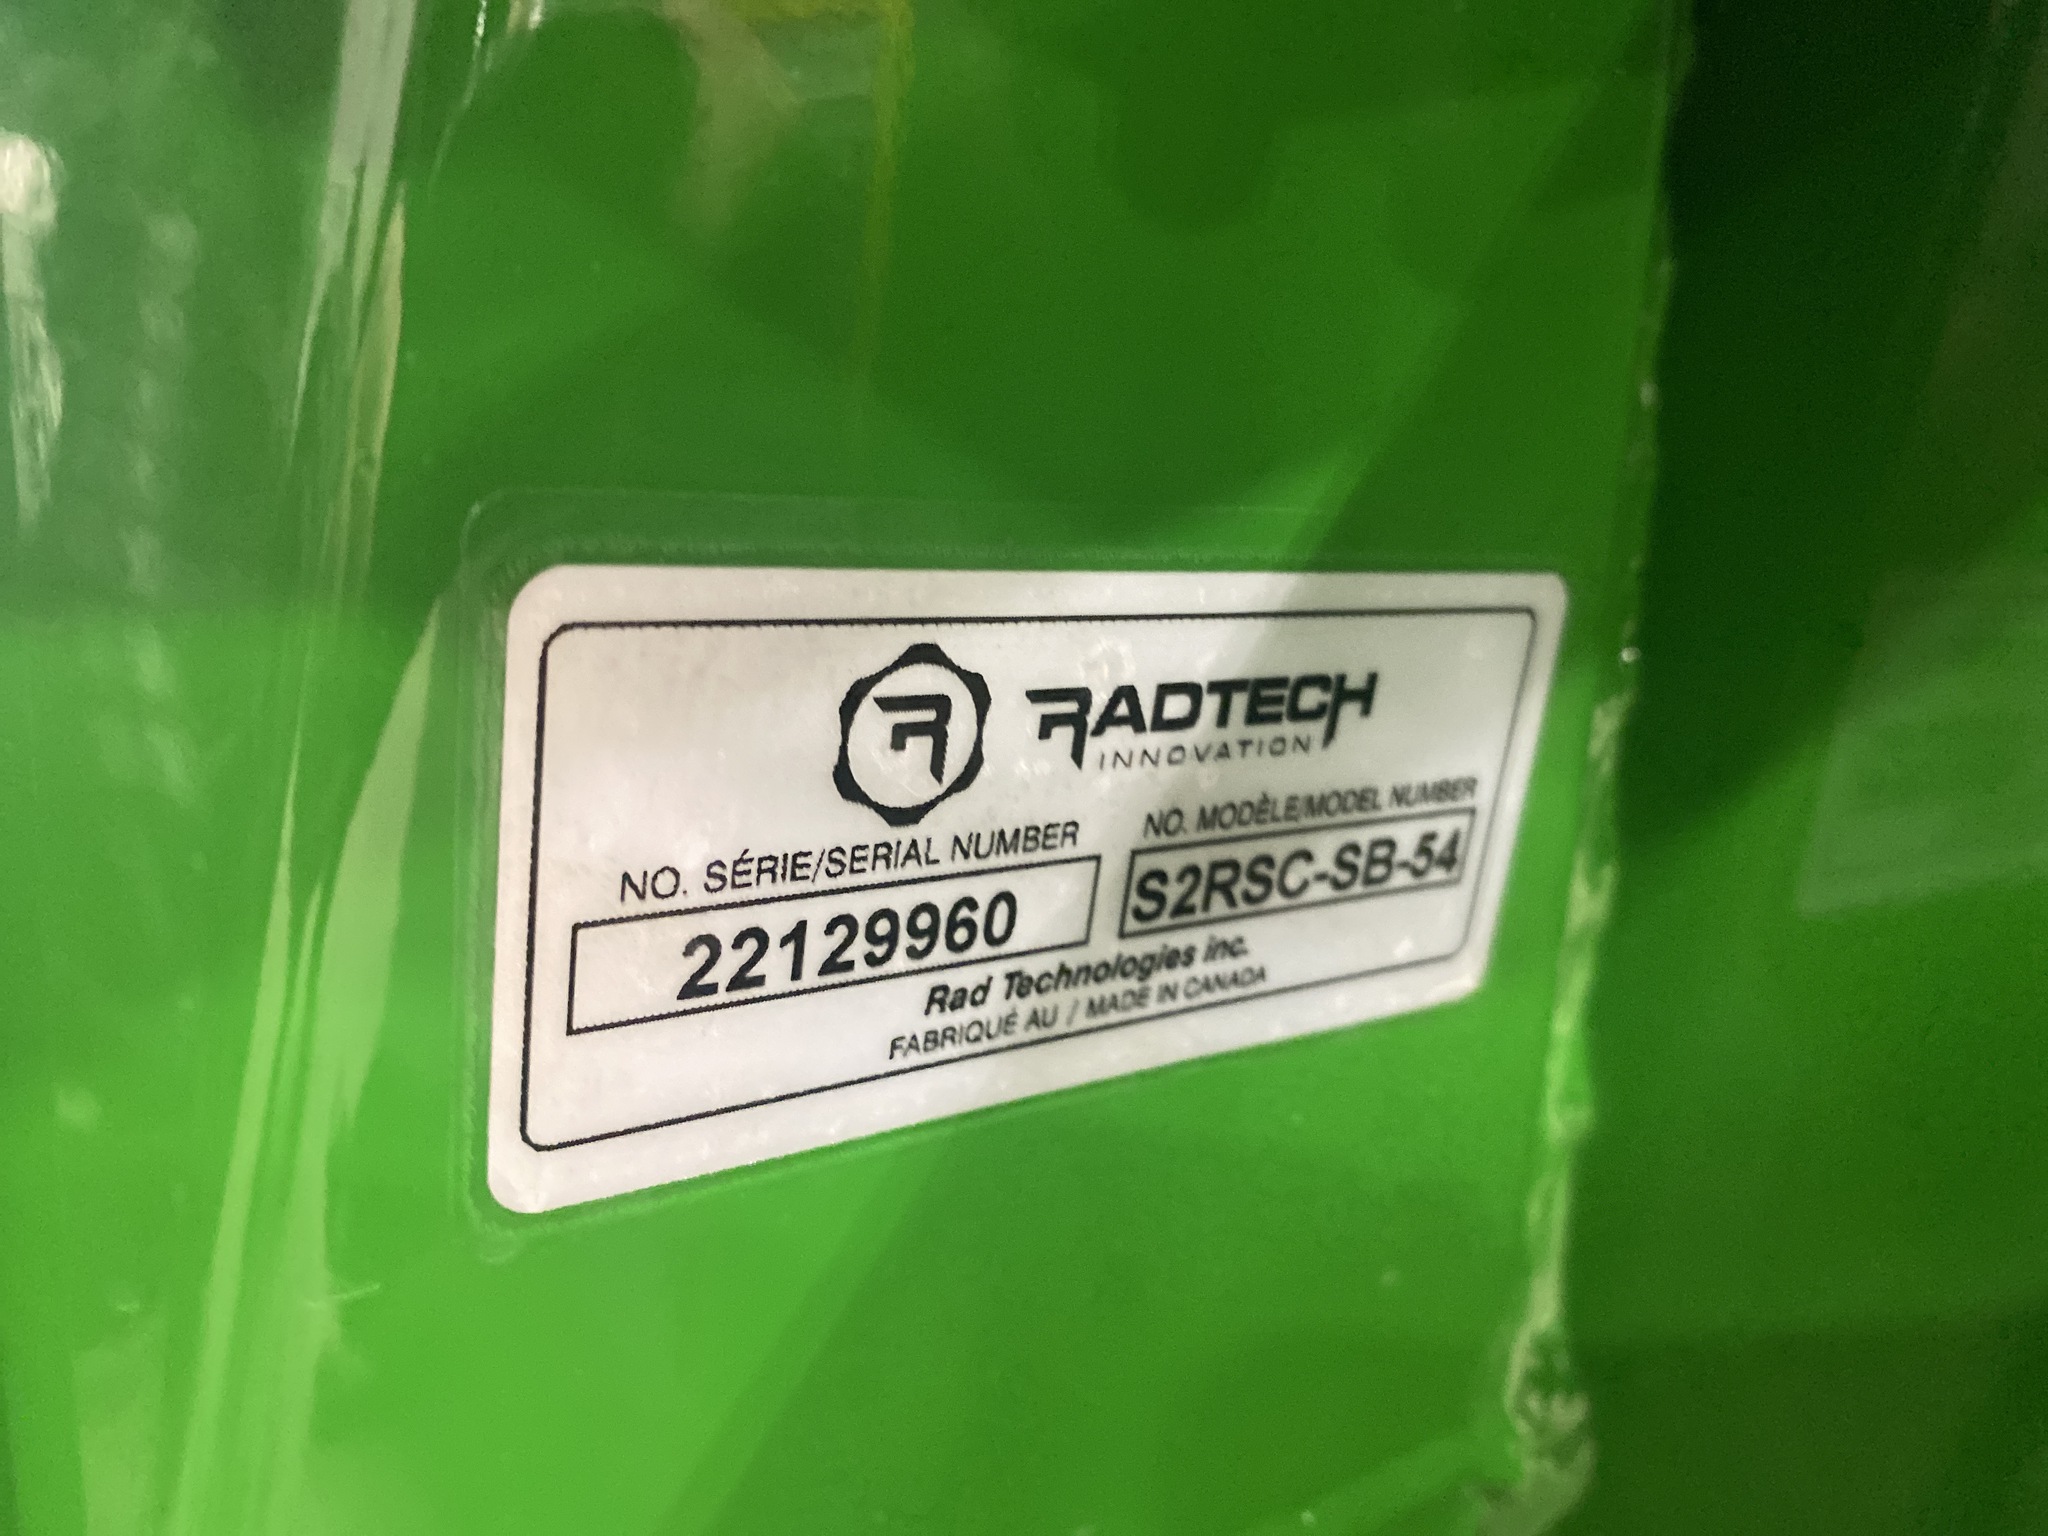 R RADTECH
INNOVATION
NO. SÉRIE/SERIAL NUMBER
22129960
NO. MODÈLE/MODEL NUMBER
S2RSC-SB-54
Rad Technologies inc.
FABRIQUÉ AU / MADE IN CANADA